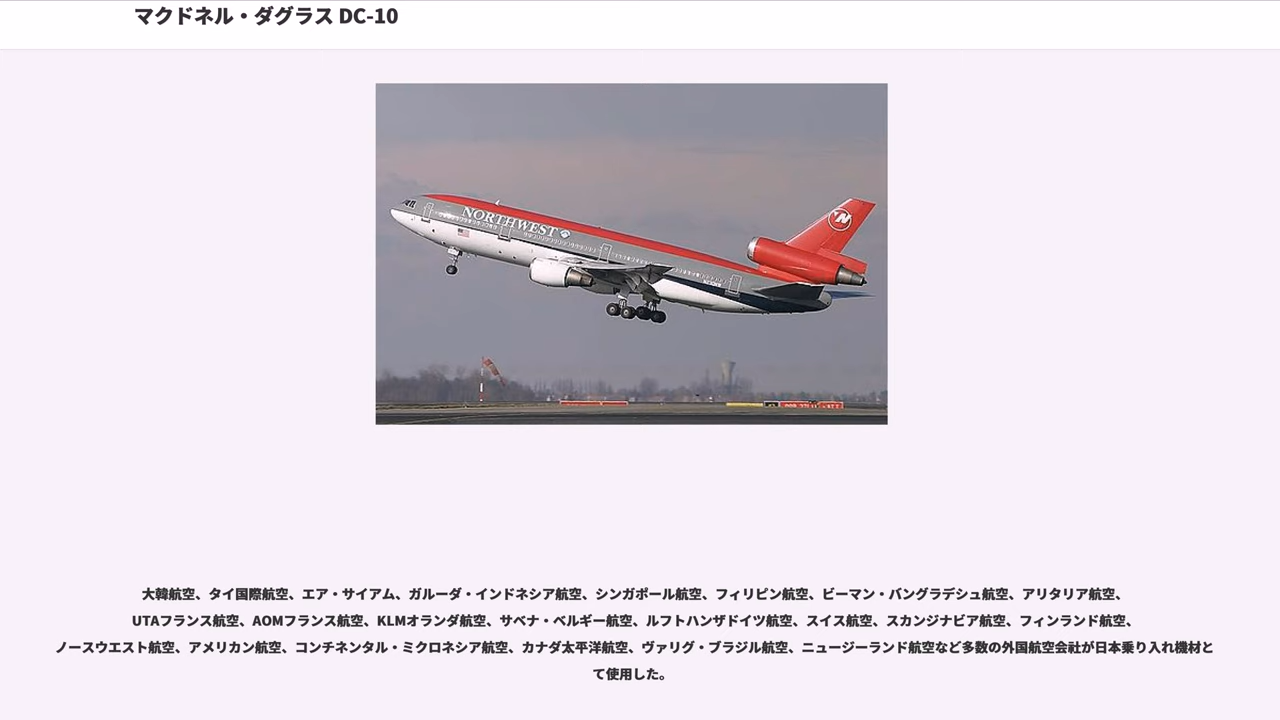 マクドネル・ダグラス DC-10
NORTHWEST
N
大韓航空、タイ国際航空、エア・サイアム、ガルーダ・インドネシア航空、シンガポール航空、フィリピン航空、ビーマン・バングラデシュ航空、アリタリア航空、
UTAフランス航空、AOMフランス航空、KLMオランダ航空、サベナ・ベルギー航空、ルフトハンザドイツ航空、スイス航空、スカンジナビア航空、フィンランド航空、
ノースウエスト航空、アメリカン航空、コンチネンタル・ミクロネシア航空、カナダ太平洋航空、ヴァリグ・ブラジル航空、ニュージーランド航空など多数の外国航空会社が日本乗り入れ機材と
て使用した。